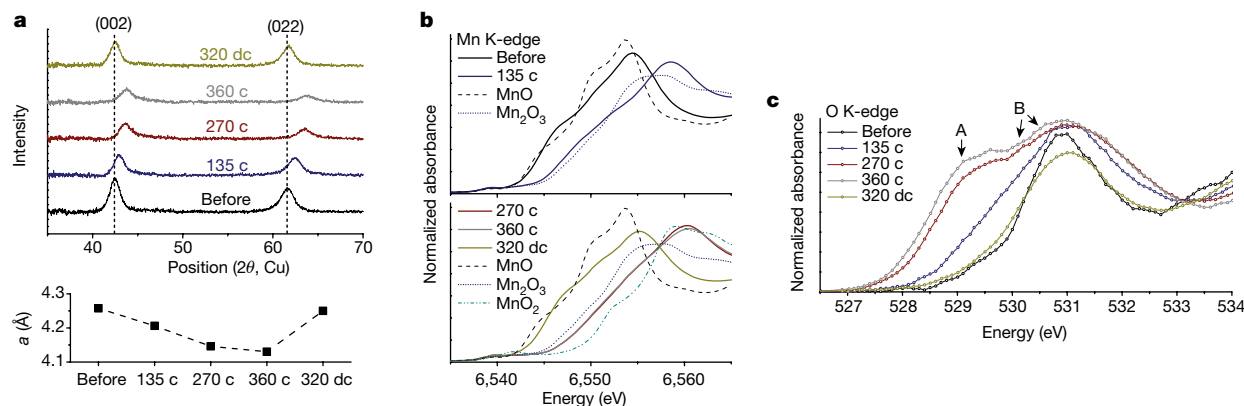 a
(002)
(022)
320 dc
360 c
270 c
135 c
Before
Intensity
40
50
60
70
Position (2θ, Cu)
4.3
4.2
4.1
a (Å)
Before
135 c
270 c
360 c
320 dc
b
Mn K-edge
Before
135 c
MnO
Mn2O3
270 c
360 c
320 dc
MnO
Mn2O3
MnO2
Normalized absorbance
6,540
6,550
6,560
Energy (eV)
c
O K-edge
Before
135 c
270 c
360 c
320 dc
A
B
Normalized absorbance
527
528
529
530
531
532
533
534
Energy (eV)